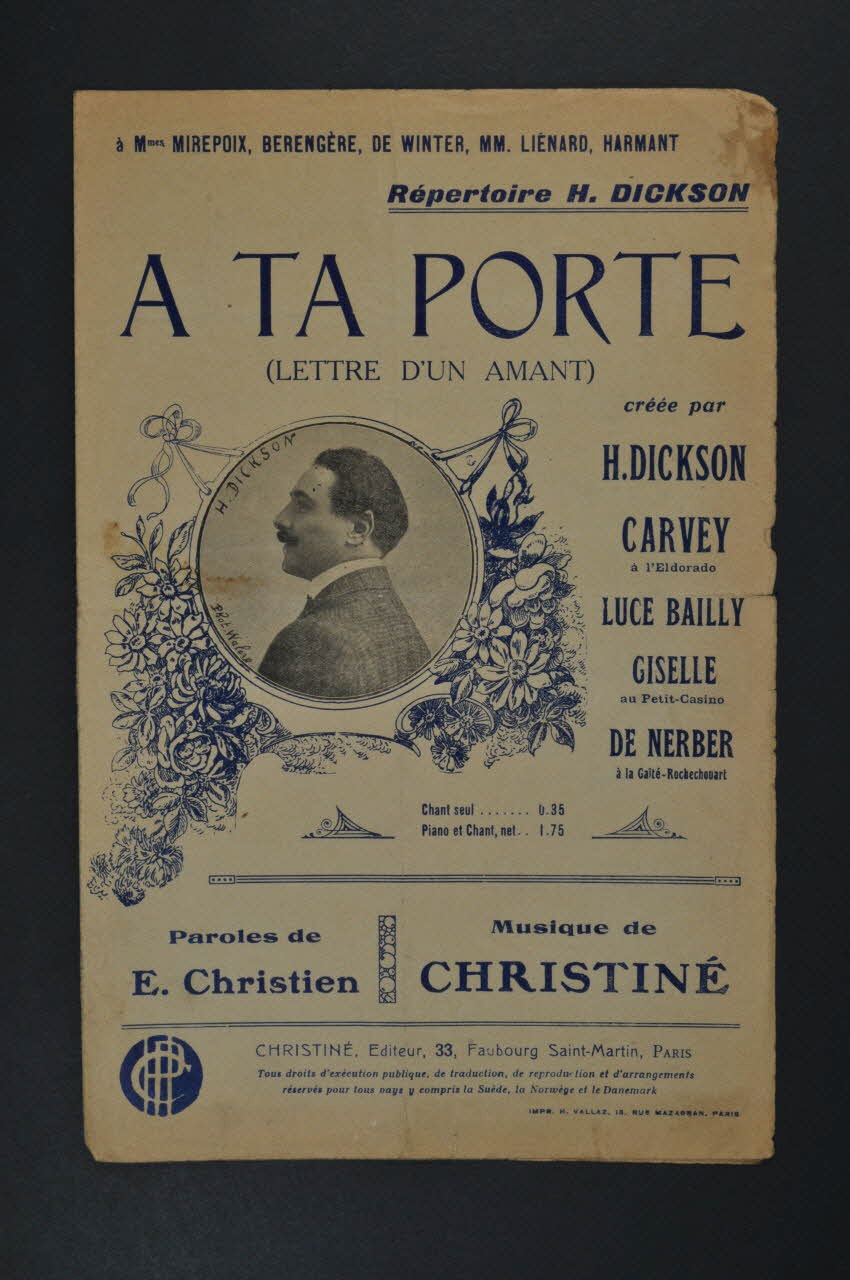 à Mmes MIREPOIX, BERENGÈRE, DE WINTER, MM. LIÉNARD, HARMANT
Répertoire H. DICKSON
A TA PORTE
(LETTRE D'UN AMANT)
créée par
H. DICKSON
H.DICKSON
CARVEY
à l'Eldorado
LUCE BAILLY
GISELLE
au Petit-Casino
DE NERBER
à la Gaîté-Rochechouart
Phot.
Chant seul ....... 0.35
Piano et Chant, net.. 1.75
Paroles de
E. Christien
Musique de
CHRISTINÉ
CHRISTINÉ, Editeur, 33, Faubourg Saint-Martin, PARIS
Tous droits d'exécution publique, de traduction, de reproduction et d'arrangements
réservés pour tous pays y compris la Suède, la Norwège et le Danemark
IMPR. H. VALLAZ, 15, RUE MAZAGRAN, PARIS